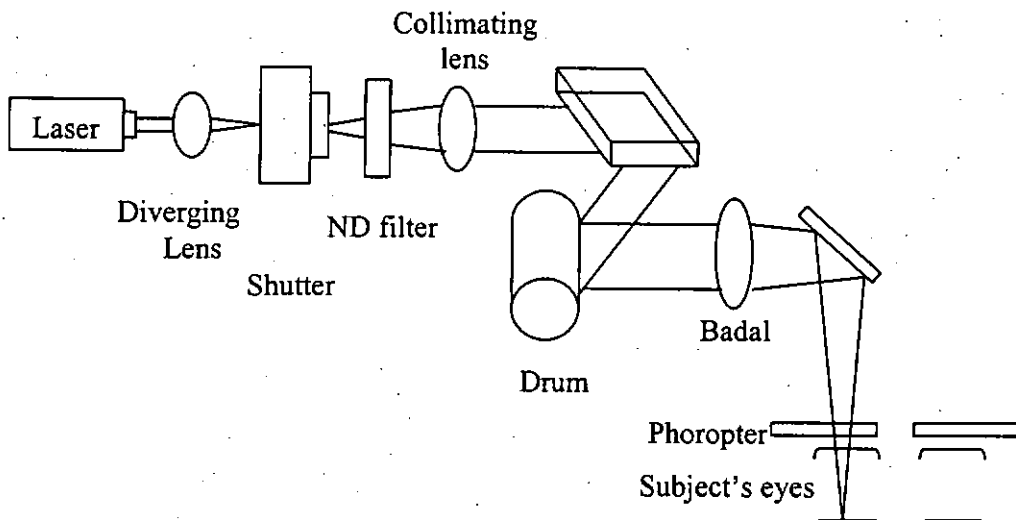 Collimating
lens
Laser
Diverging
Lens
ND filter
Shutter
Badal
Drum
Phoropter
Subject's eyes